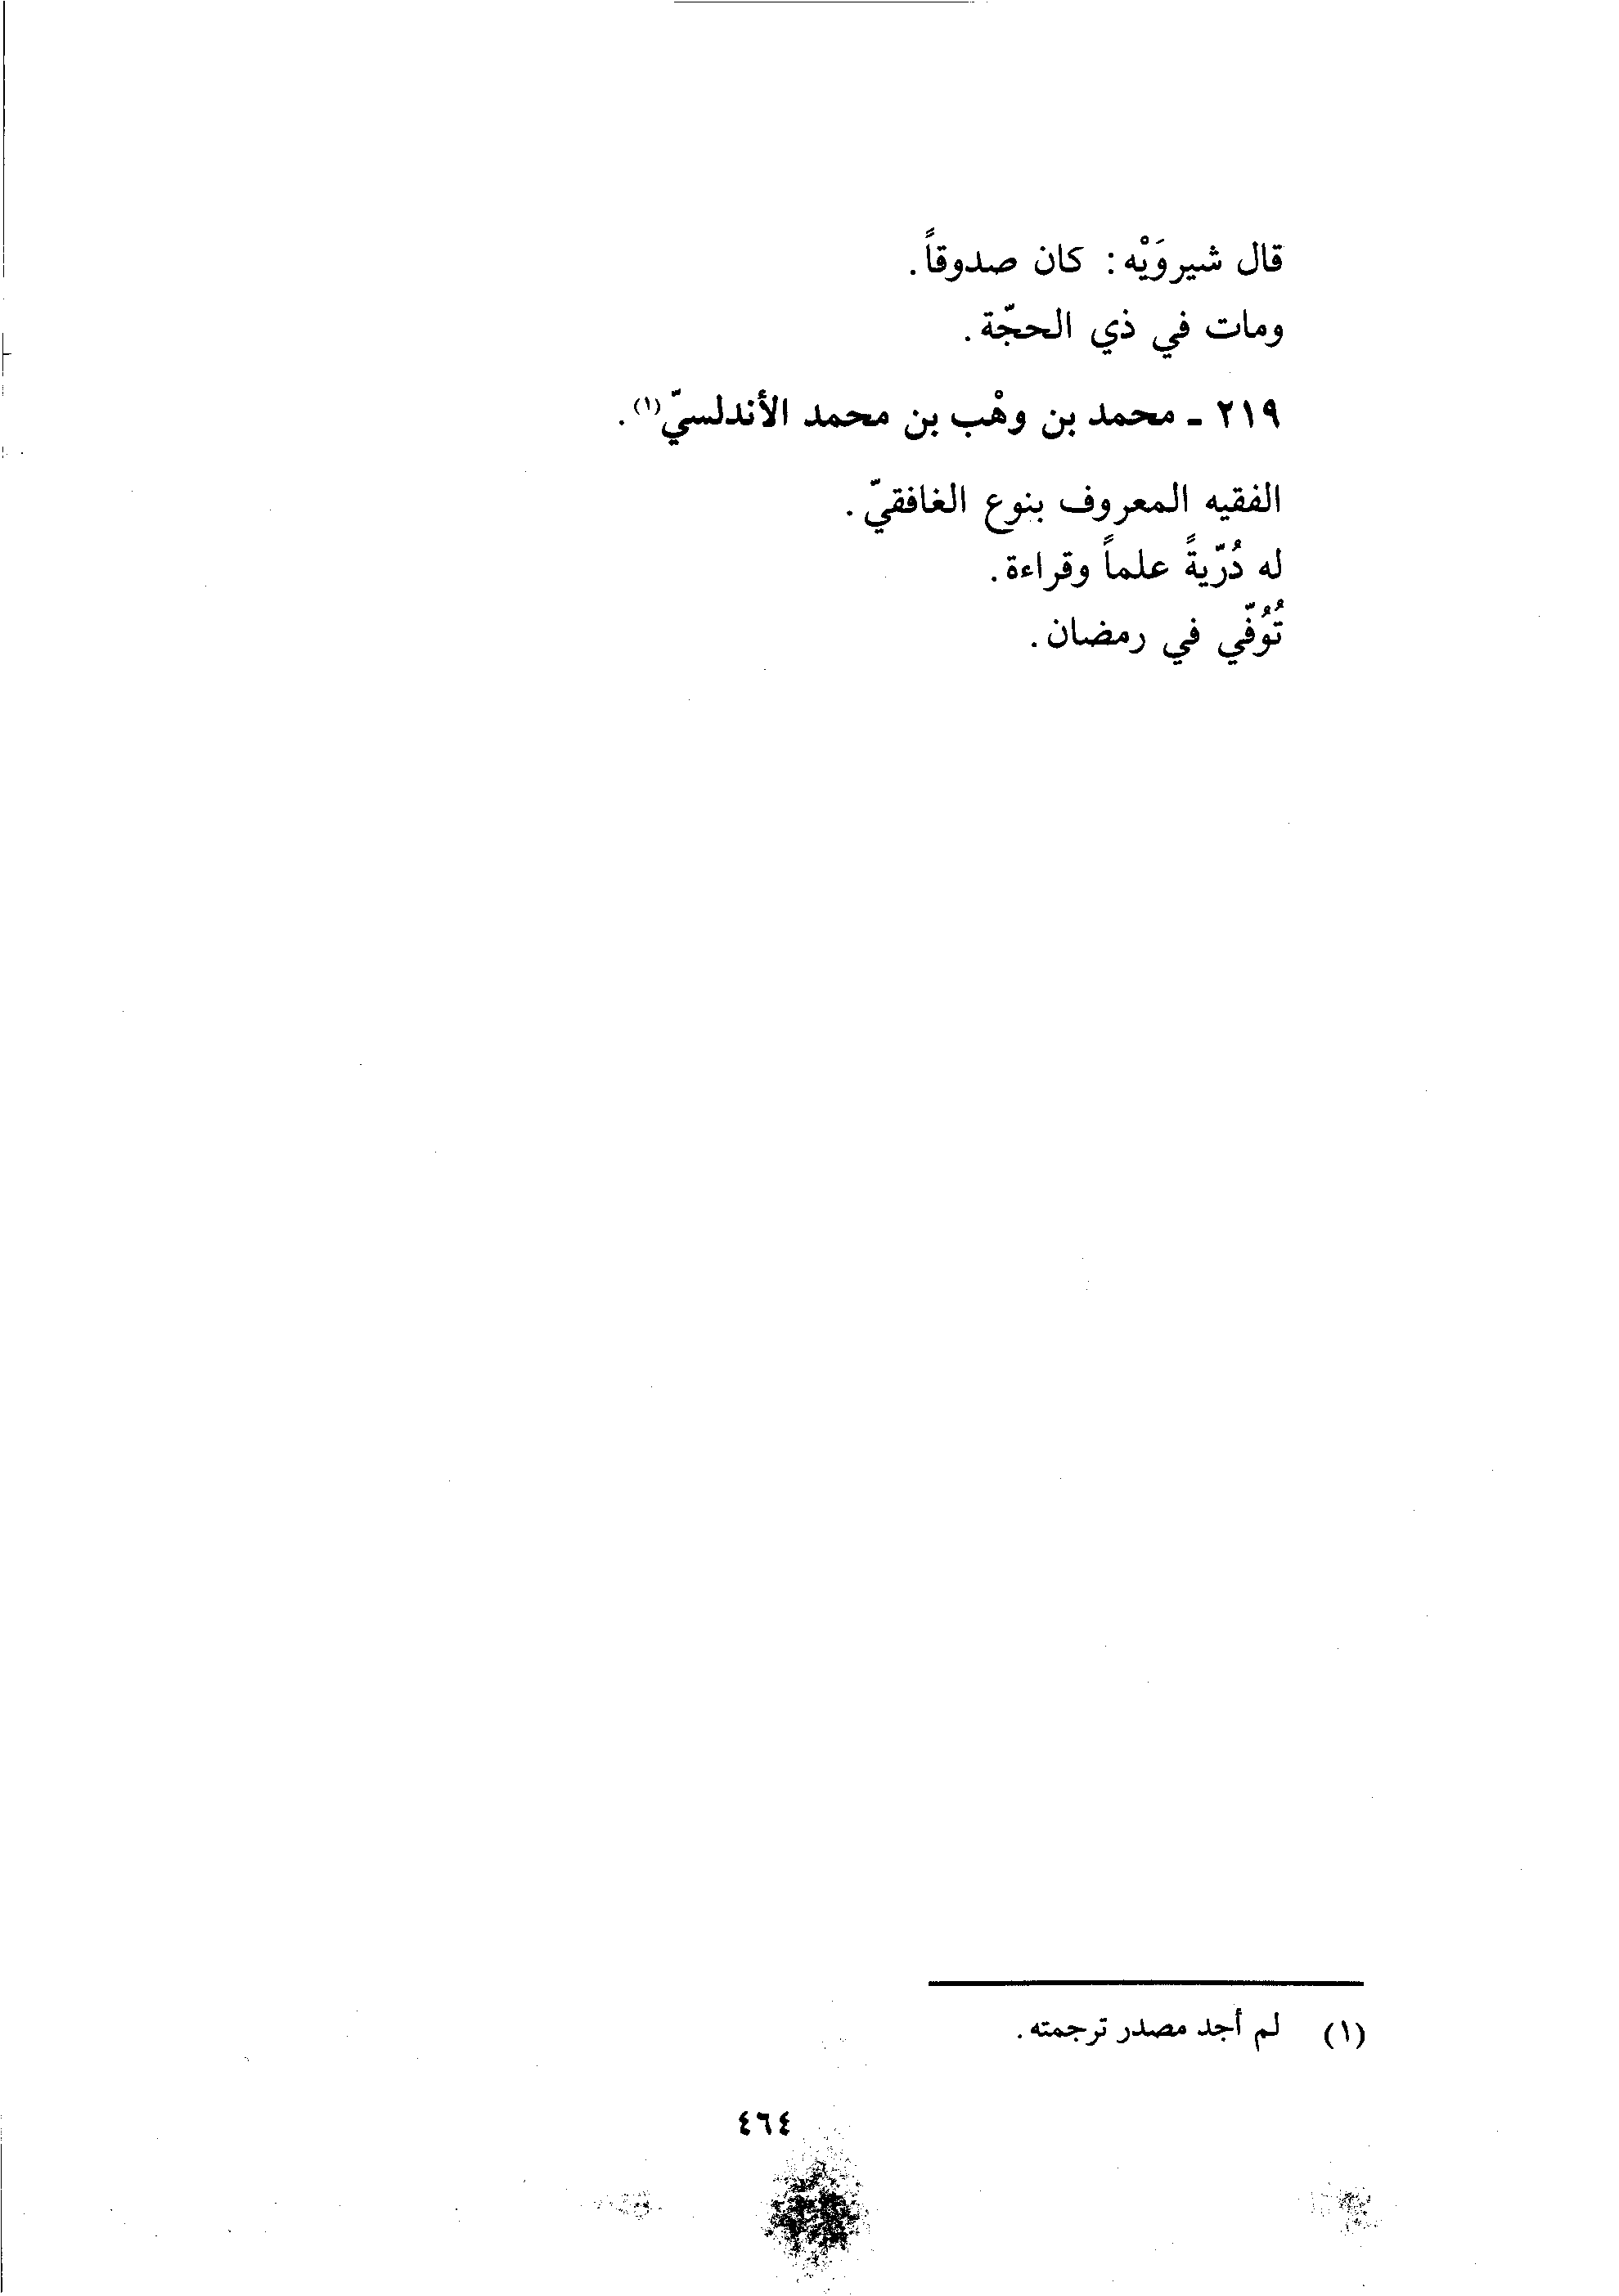 قال شيروَيْه: كان صدوقاً.
ومات في ذي الحجّة.
٢١٩ ـ محمد بن وهْب بن محمد الأندلسيّ(١).
الفقيه المعروف بنوع الغافقيّ.
له دُرّيةً علماً وقراءة.
تُوُفّي في رمضان.
(١) لم أجد مصدر ترجمته.
٤٦٤